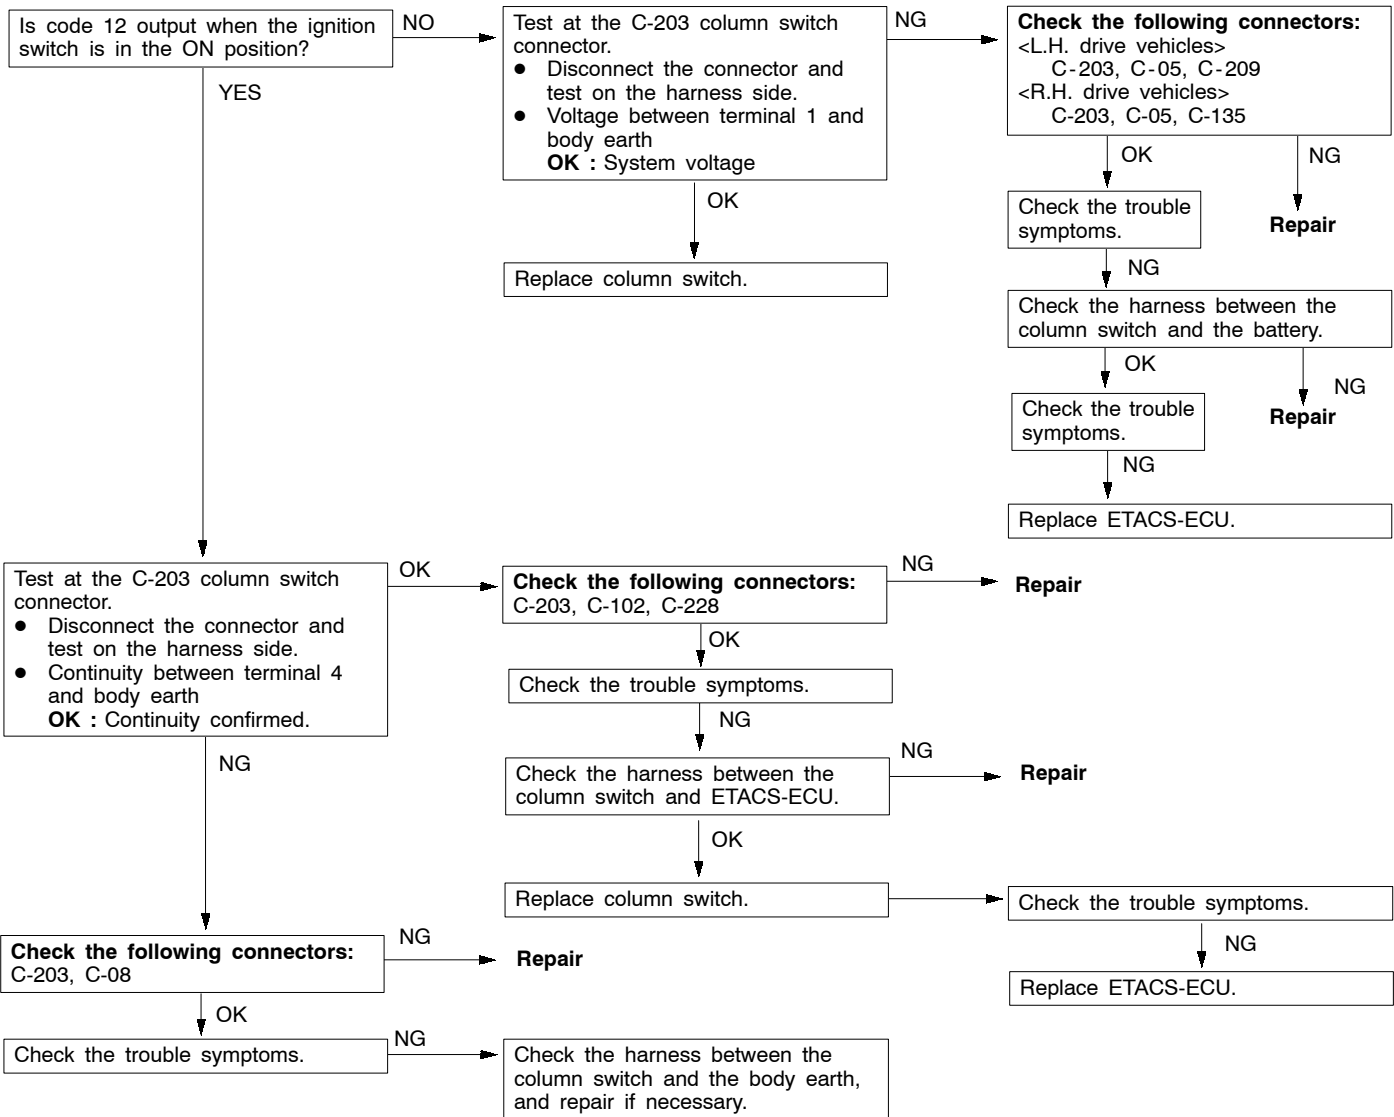 Is code 12 output when the ignition
switch is in the ON position?
NO
YES
Test at the C-203 column switch
connector.
● Disconnect the connector and
test on the harness side.
● Voltage between terminal 1 and
body earth
OK : System voltage
NG
OK
Replace column switch.
Check the following connectors:
<L.H. drive vehicles>
C-203, C-05, C-209
<R.H. drive vehicles>
C-203, C-05, C-135
OK
NG
Check the trouble
symptoms.
Repair
NG
Check the harness between the
column switch and the battery.
OK
NG
Check the trouble
symptoms.
Repair
NG
Replace ETACS-ECU.
Test at the C-203 column switch
connector.
● Disconnect the connector and
test on the harness side.
● Continuity between terminal 4
and body earth
OK : Continuity confirmed.
OK
NG
Check the following connectors:
C-203, C-102, C-228
NG
Repair
OK
Check the trouble symptoms.
NG
Check the harness between the
column switch and ETACS-ECU.
NG
Repair
OK
Replace column switch.
Check the trouble symptoms.
NG
Replace ETACS-ECU.
Check the following connectors:
C-203, C-08
NG
Repair
OK
Check the trouble symptoms.
NG
Check the harness between the
column switch and the body earth,
and repair if necessary.